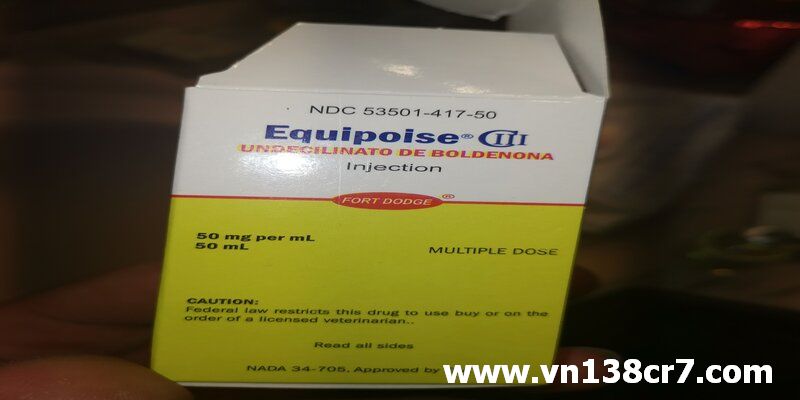 NDC 53501-417-50
Equipoise® CIII
UNDECILINATO DE BOLDENONA
Injection
FORT DODGE ®
50 mg per mL
50 mL
MULTIPLE DOSE
CAUTION:
Federal law restricts this drug to use buy or on the
order of a licensed veterinarian..
Read all sides
NADA 34-705, Approved by
www.vn138cr7.com